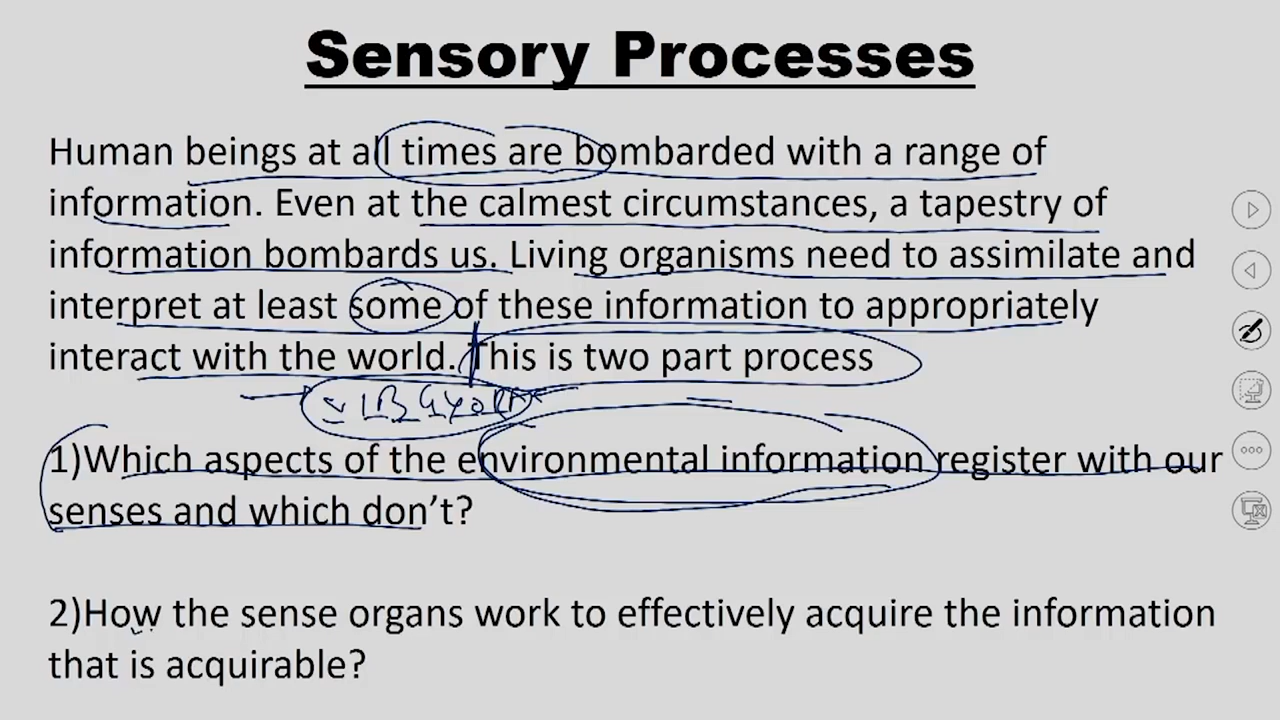 Sensory Processes
Human beings at all times are bombarded with a range of
information. Even at the calmest circumstances, a tapestry of
information bombards us. Living organisms need to assimilate and
interpret at least some of these information to appropriately
interact with the world. This is two part process
1)Which aspects of the environmental information register with our
senses and which don’t?
2)How the sense organs work to effectively acquire the information
that is acquirable?